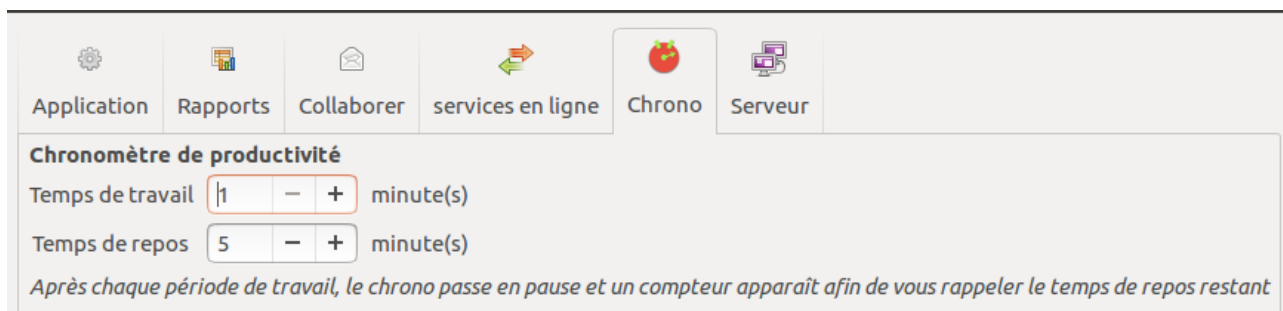 Application Rapports Collaborer services en ligne Chrono Serveur
Chronomètre de productivité
Temps de travail 1 − + minute(s)
Temps de repos 5 − + minute(s)
Après chaque période de travail, le chrono passe en pause et un compteur apparaît afin de vous rappeler le temps de repos restant